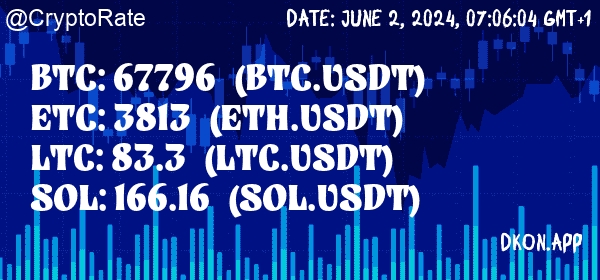 @CryptoRate
DATE: JUNE 2, 2024, 07:06:04 GMT+1
BTC: 67796 (BTC.USDT)
ETC: 3813 (ETH.USDT)
LTC: 83.3 (LTC.USDT)
SOL: 166.16 (SOL.USDT)
DKON.APP